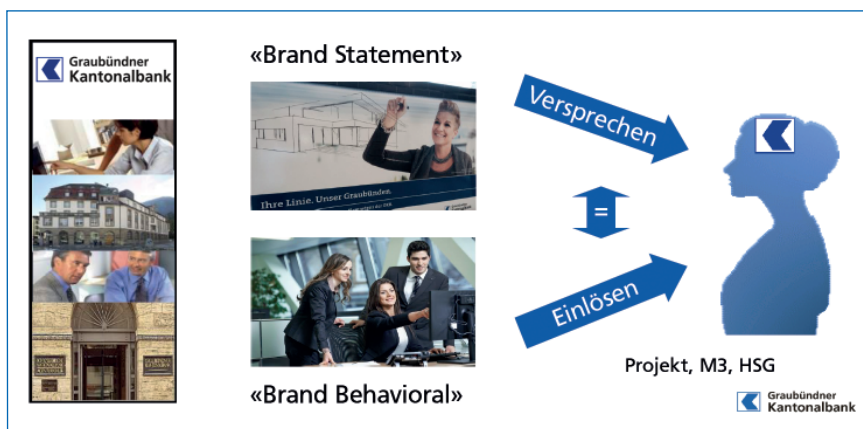 Graubündner
Kantonalbank
«Brand Statement»
Ihre Linie. Unser Graubünden.
«Brand Behavioral»
Versprechen
=
Einlösen
Projekt, M3, HSG
Graubündner
Kantonalbank